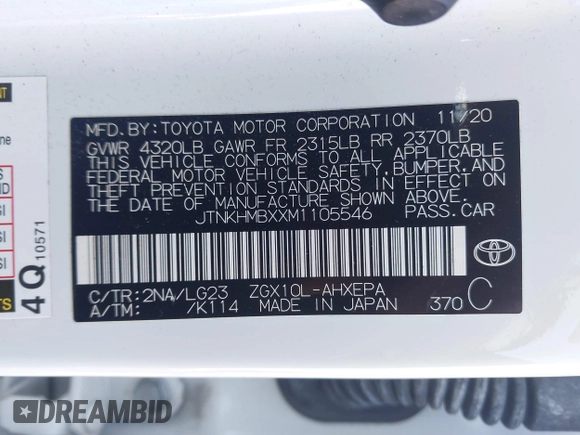 MFD.BY:TOYOTA MOTOR CORPORATION 11/20
GVWR 4320LB GAWR FR 2315LB RR 2370LB
THIS VEHICLE CONFORMS TO ALL APPLICABLE
FEDERAL MOTOR VEHICLE SAFETY,BUMPER,AND
THEFT PREVENTION STANDARDS IN EFFECT ON
THE DATE OF MANUFACTURE SHOWN ABOVE.
JTNKHMBXXM1105546 PASS.CAR
C/TR:2NA/LG23 ZGX10L-AHXEPA
A/TM: /K114 MADE IN JAPAN 370 C
TOYOTA
4Q 10571
DREAMBID